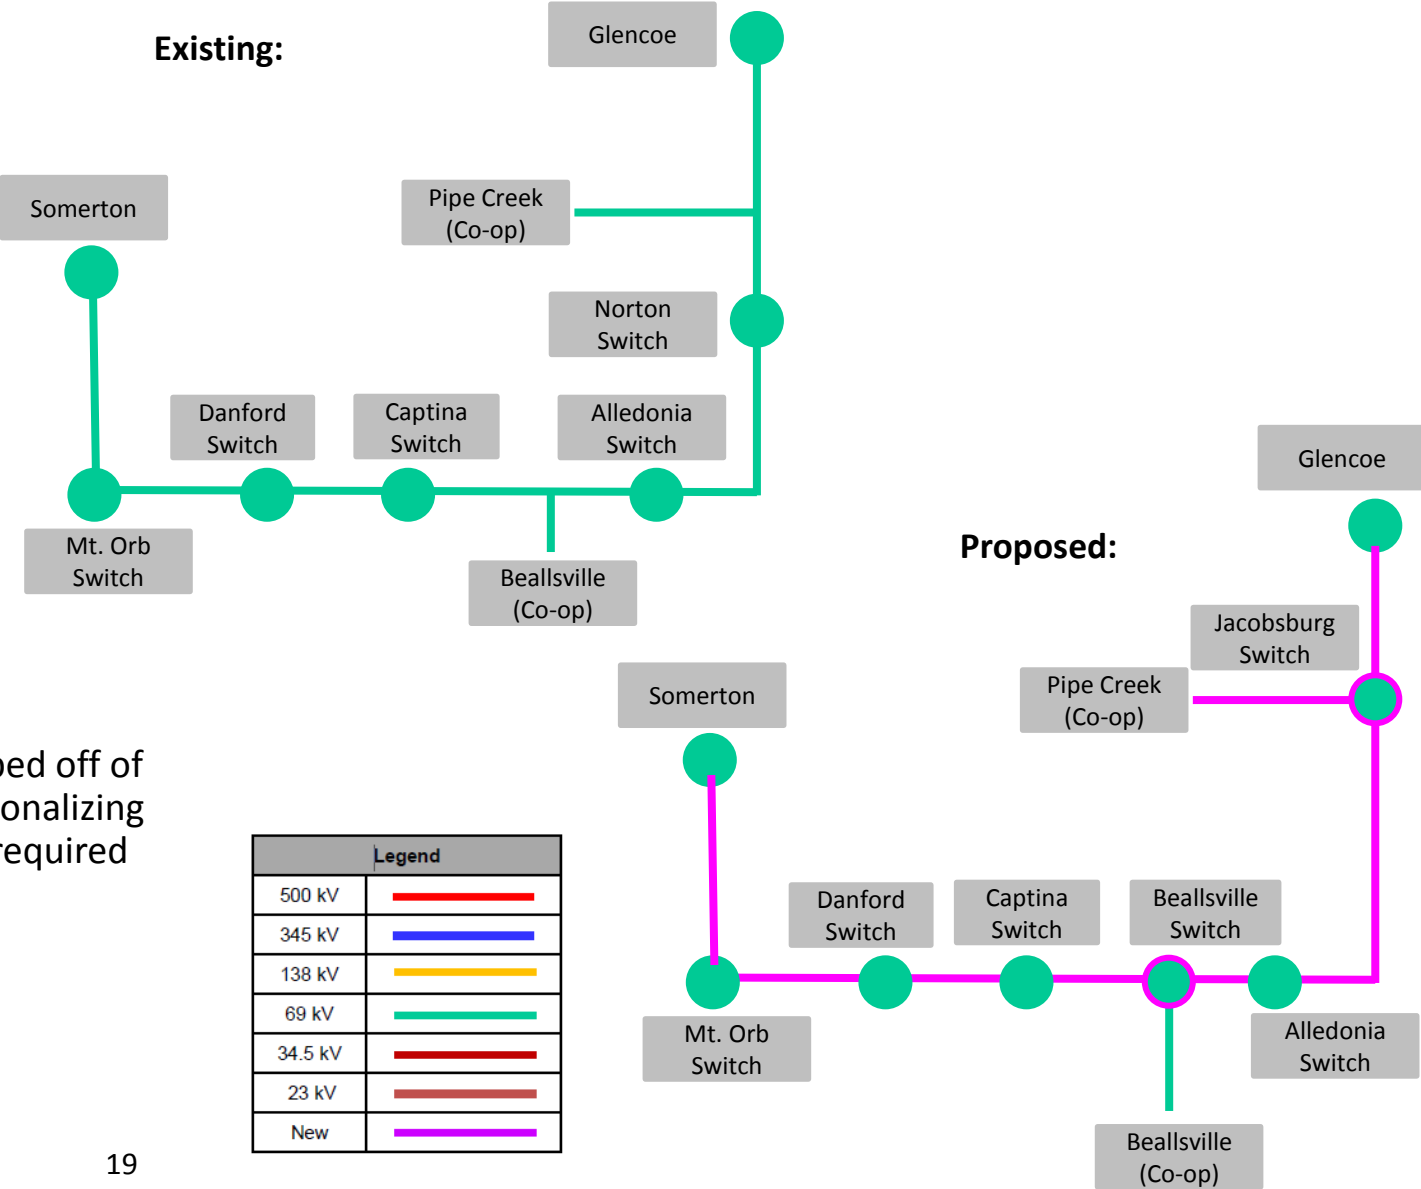 Existing:
Glencoe
Somerton
Pipe Creek
(Co-op)
Norton
Switch
Danford
Switch
Captina
Switch
Alledonia
Switch
Mt. Orb
Switch
Beallsville
(Co-op)
Proposed:
Glencoe
Jacobsburg
Switch
Pipe Creek
(Co-op)
Somerton
Danford
Switch
Captina
Switch
Beallsville
Switch
Mt. Orb
Switch
Alledonia
Switch
Beallsville
(Co-op)
off of
required
Legend
500 kV
345 kV
138 kV
69 kV
34.5 kV
23 kV
New
19